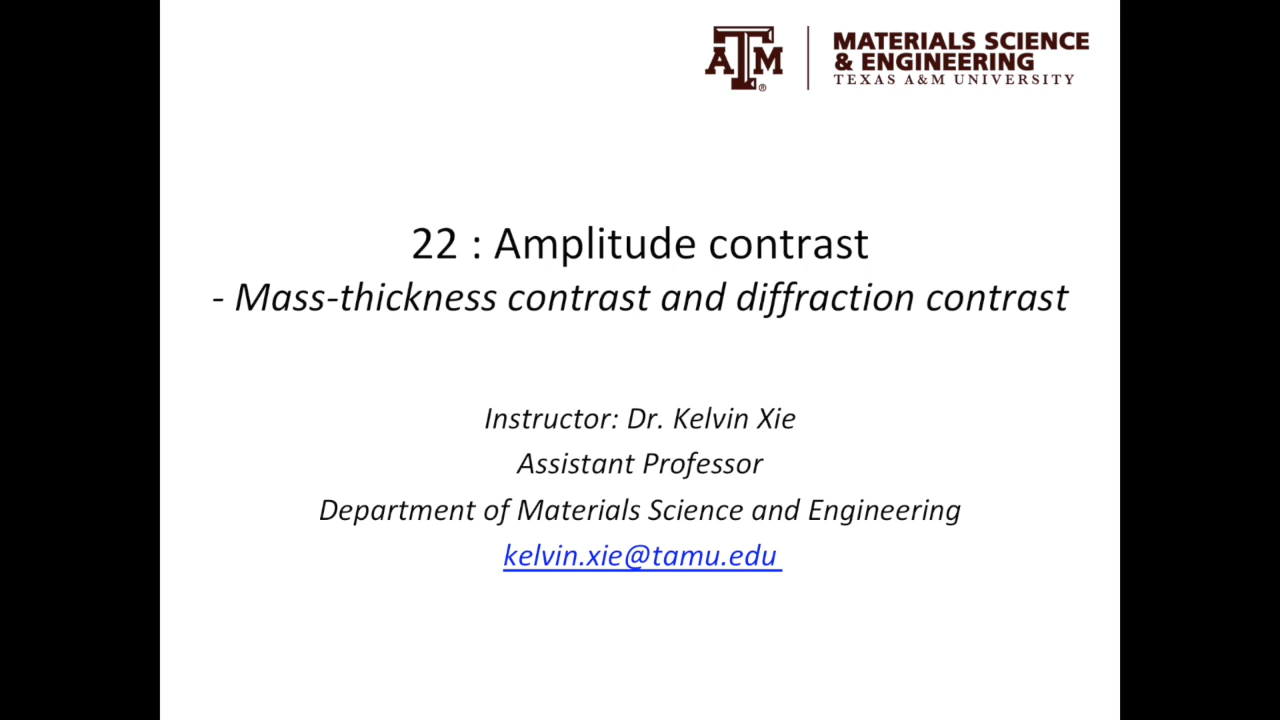 ATM
MATERIALS SCIENCE
& ENGINEERING
TEXAS A&M UNIVERSITY
22 : Amplitude contrast
- Mass-thickness contrast and diffraction contrast
Instructor: Dr. Kelvin Xie
Assistant Professor
Department of Materials Science and Engineering
kelvin.xie@tamu.edu